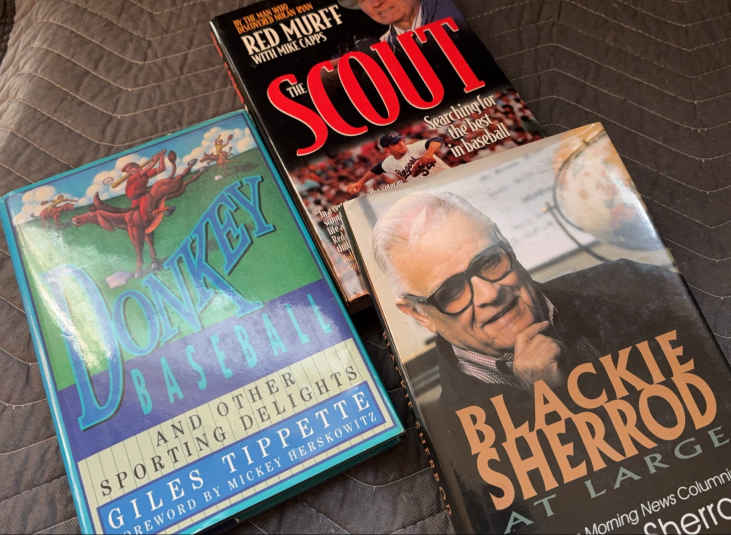 BY THE MAN WHO
DISCOVERED NOLAN RYAN
RED MURFF
WITH MIKE CAPPS
THE
SCOUT
Searching for
the best
in baseball
DONKEY
BASEBALL
AND OTHER
SPORTING DELIGHTS
GILES TIPPETTE
FOREWORD BY MICKEY HERSKOWITZ
BLACKIE
SHERROD
AT LARGE
Morning News